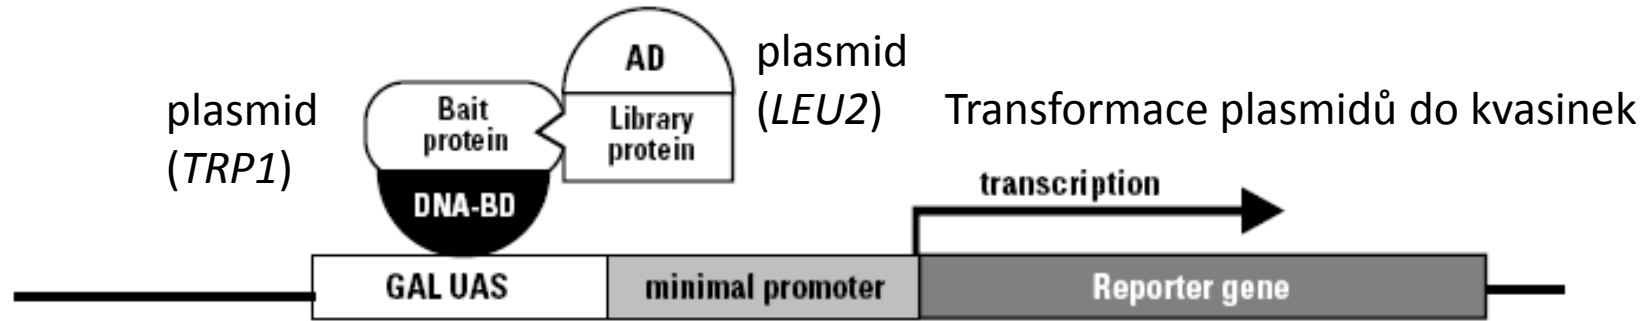 plasmid
(TRP1)
Bait
protein
DNA-BD
AD
Library
protein
plasmid
(LEU2)
Transformace plasmidů do kvasinek
transcription
GAL UAS
minimal promoter
Reporter gene